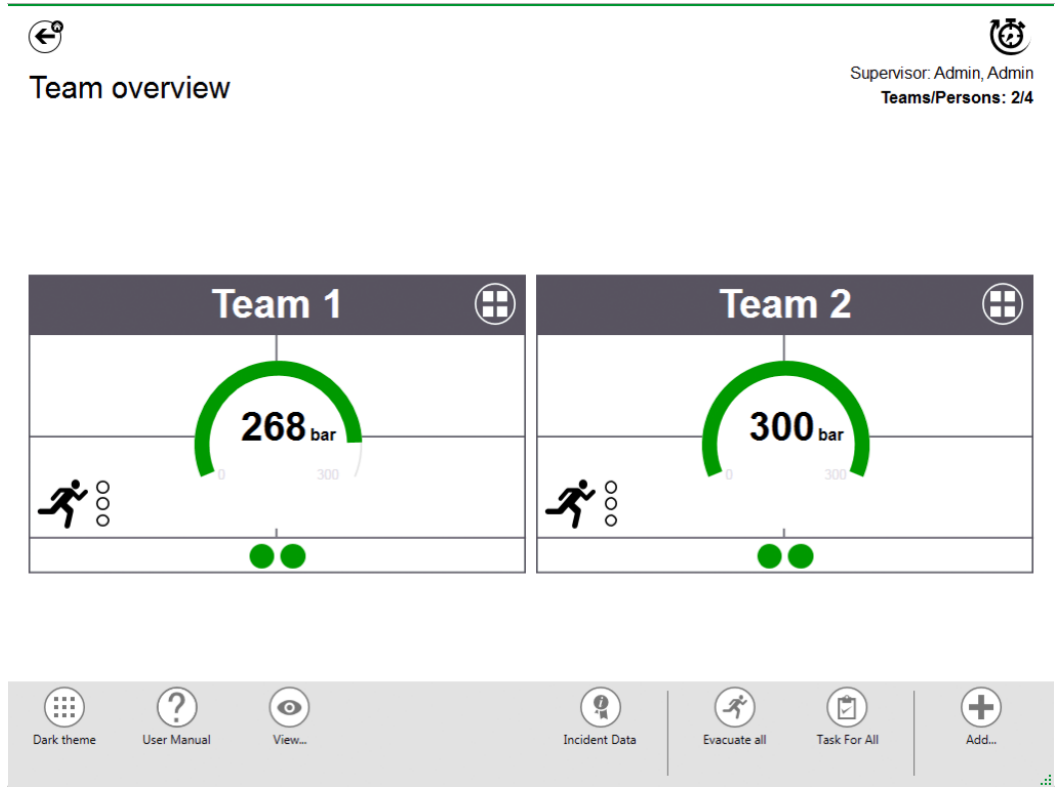 Team overview
Supervisor: Admin, Admin
Teams/Persons: 2/4
Team 1
268 bar
0 300
Team 2
300 bar
0 300
Dark theme
User Manual
View...
Incident Data
Evacuate all
Task For All
Add...